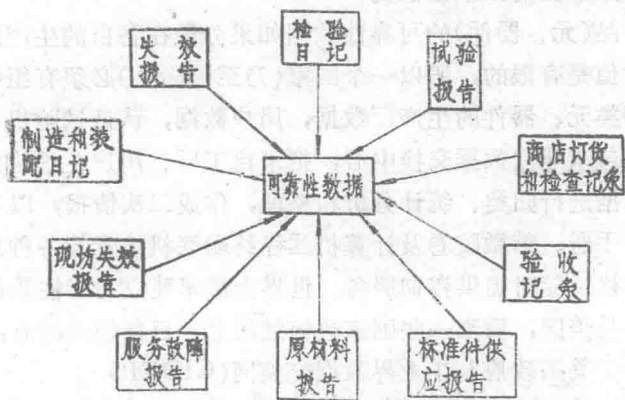 失效
报告
检验
日记
试验
报告
制造和装
配日记
可靠性数据
商店订货
和检查记录
现场失效
报告
验收
记录
服务故障
报告
原材料
报告
标准件供
应报告